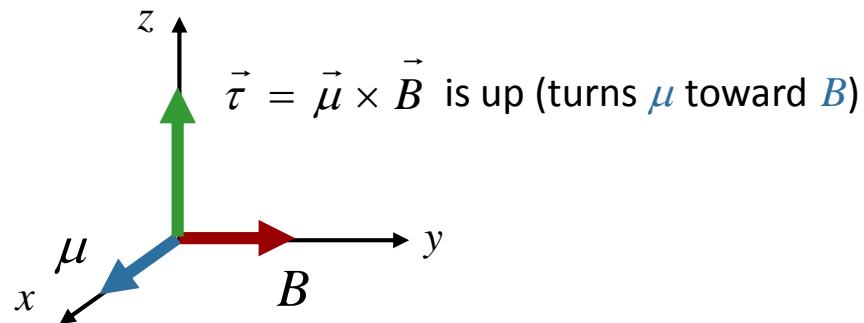 z
τ⃗ = μ⃗ × B⃗ is up (turns μ toward B)
μ
y
x
B